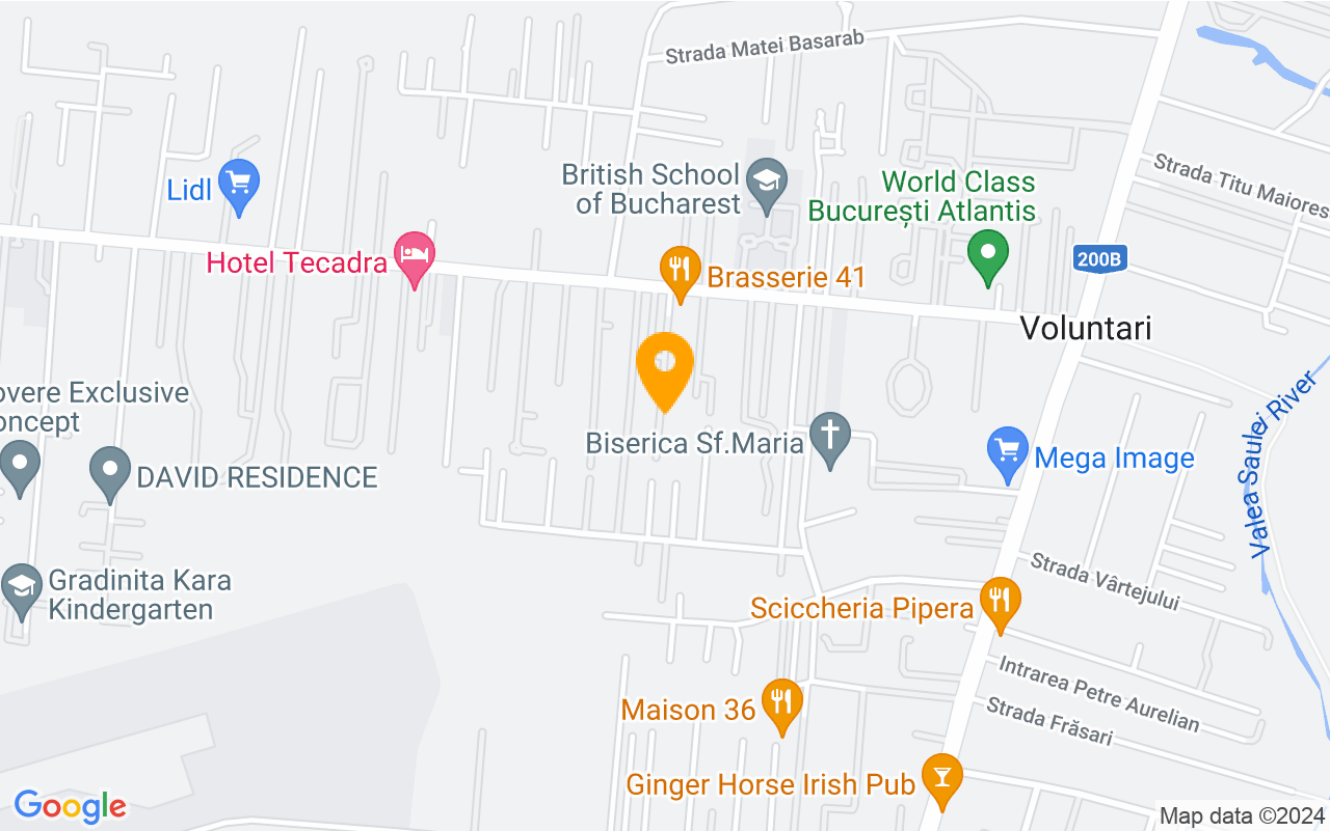 Strada Matei Basarab
Lidl
British School
of Bucharest
World Class
București Atlantis
Strada Titu Maiores
Hotel Tecadra
Brasserie 41
200B
Voluntari
overe Exclusive
oncept
DAVID RESIDENCE
Biserica Sf.Maria
Mega Image
Valea Saulei River
Gradinita Kara
Kindergarten
Strada Vârtejului
Sciccheria Pipera
Intrarea Petre Aurelian
Maison 36
Strada Frăsari
Ginger Horse Irish Pub
Google
Map data ©2024